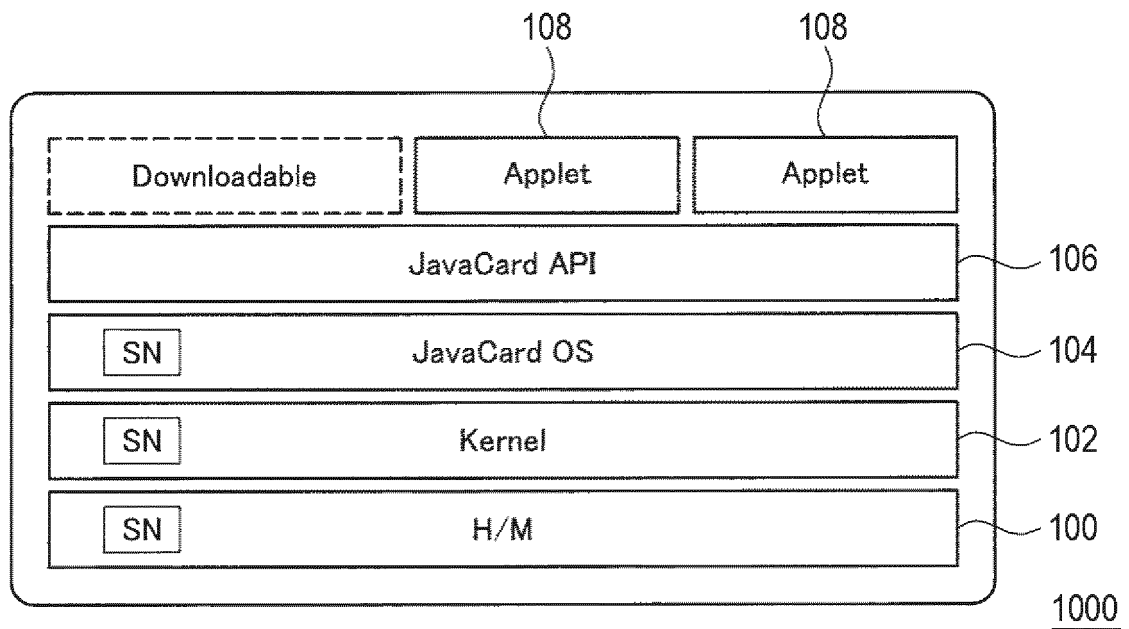 108 108
Downloadable Applet Applet
JavaCard API 106
SN JavaCard OS 104
SN Kernel 102
SN H/M 100
1000